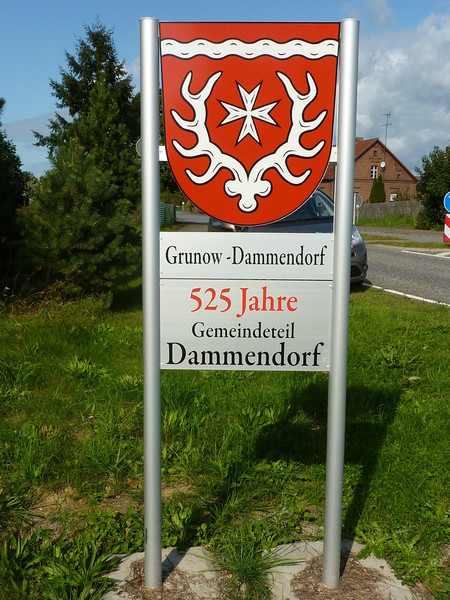 Grunow-Dammendorf
525 Jahre
Gemeindeteil
Dammendorf